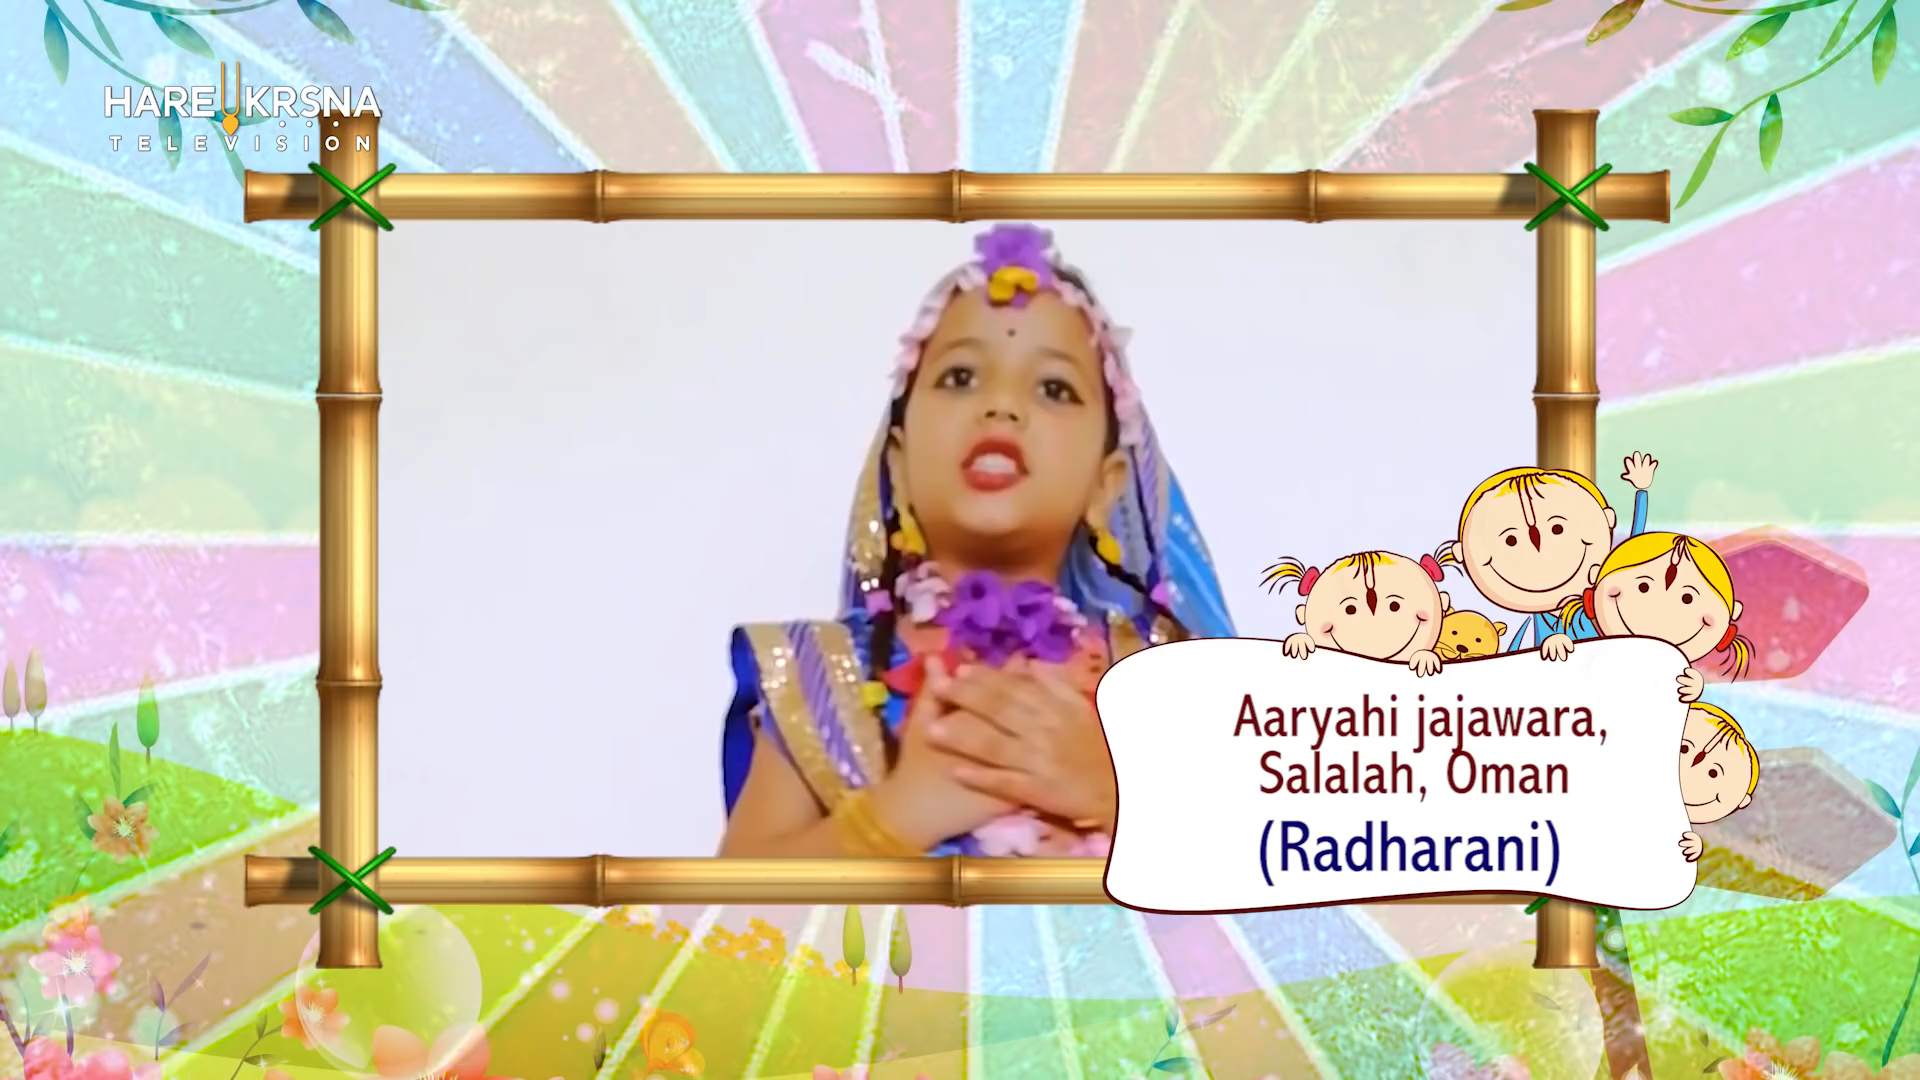 HARE KRSNA
TELEVISION
Aaryahi jajawara,
Salalah, Oman
(Radharani)